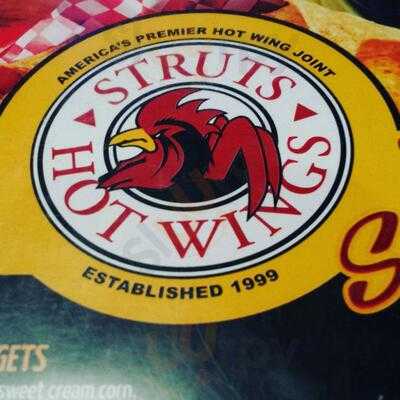 AMERICA'S PREMIER HOT WING JOINT
STRUTS
HOT WINGS
ESTABLISHED 1999
S
GETS
sweet cream corn.